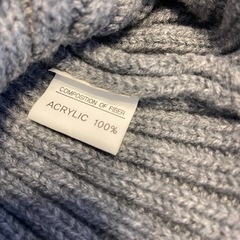 COMPOSITION OF FIBER
ACRYLIC 100%